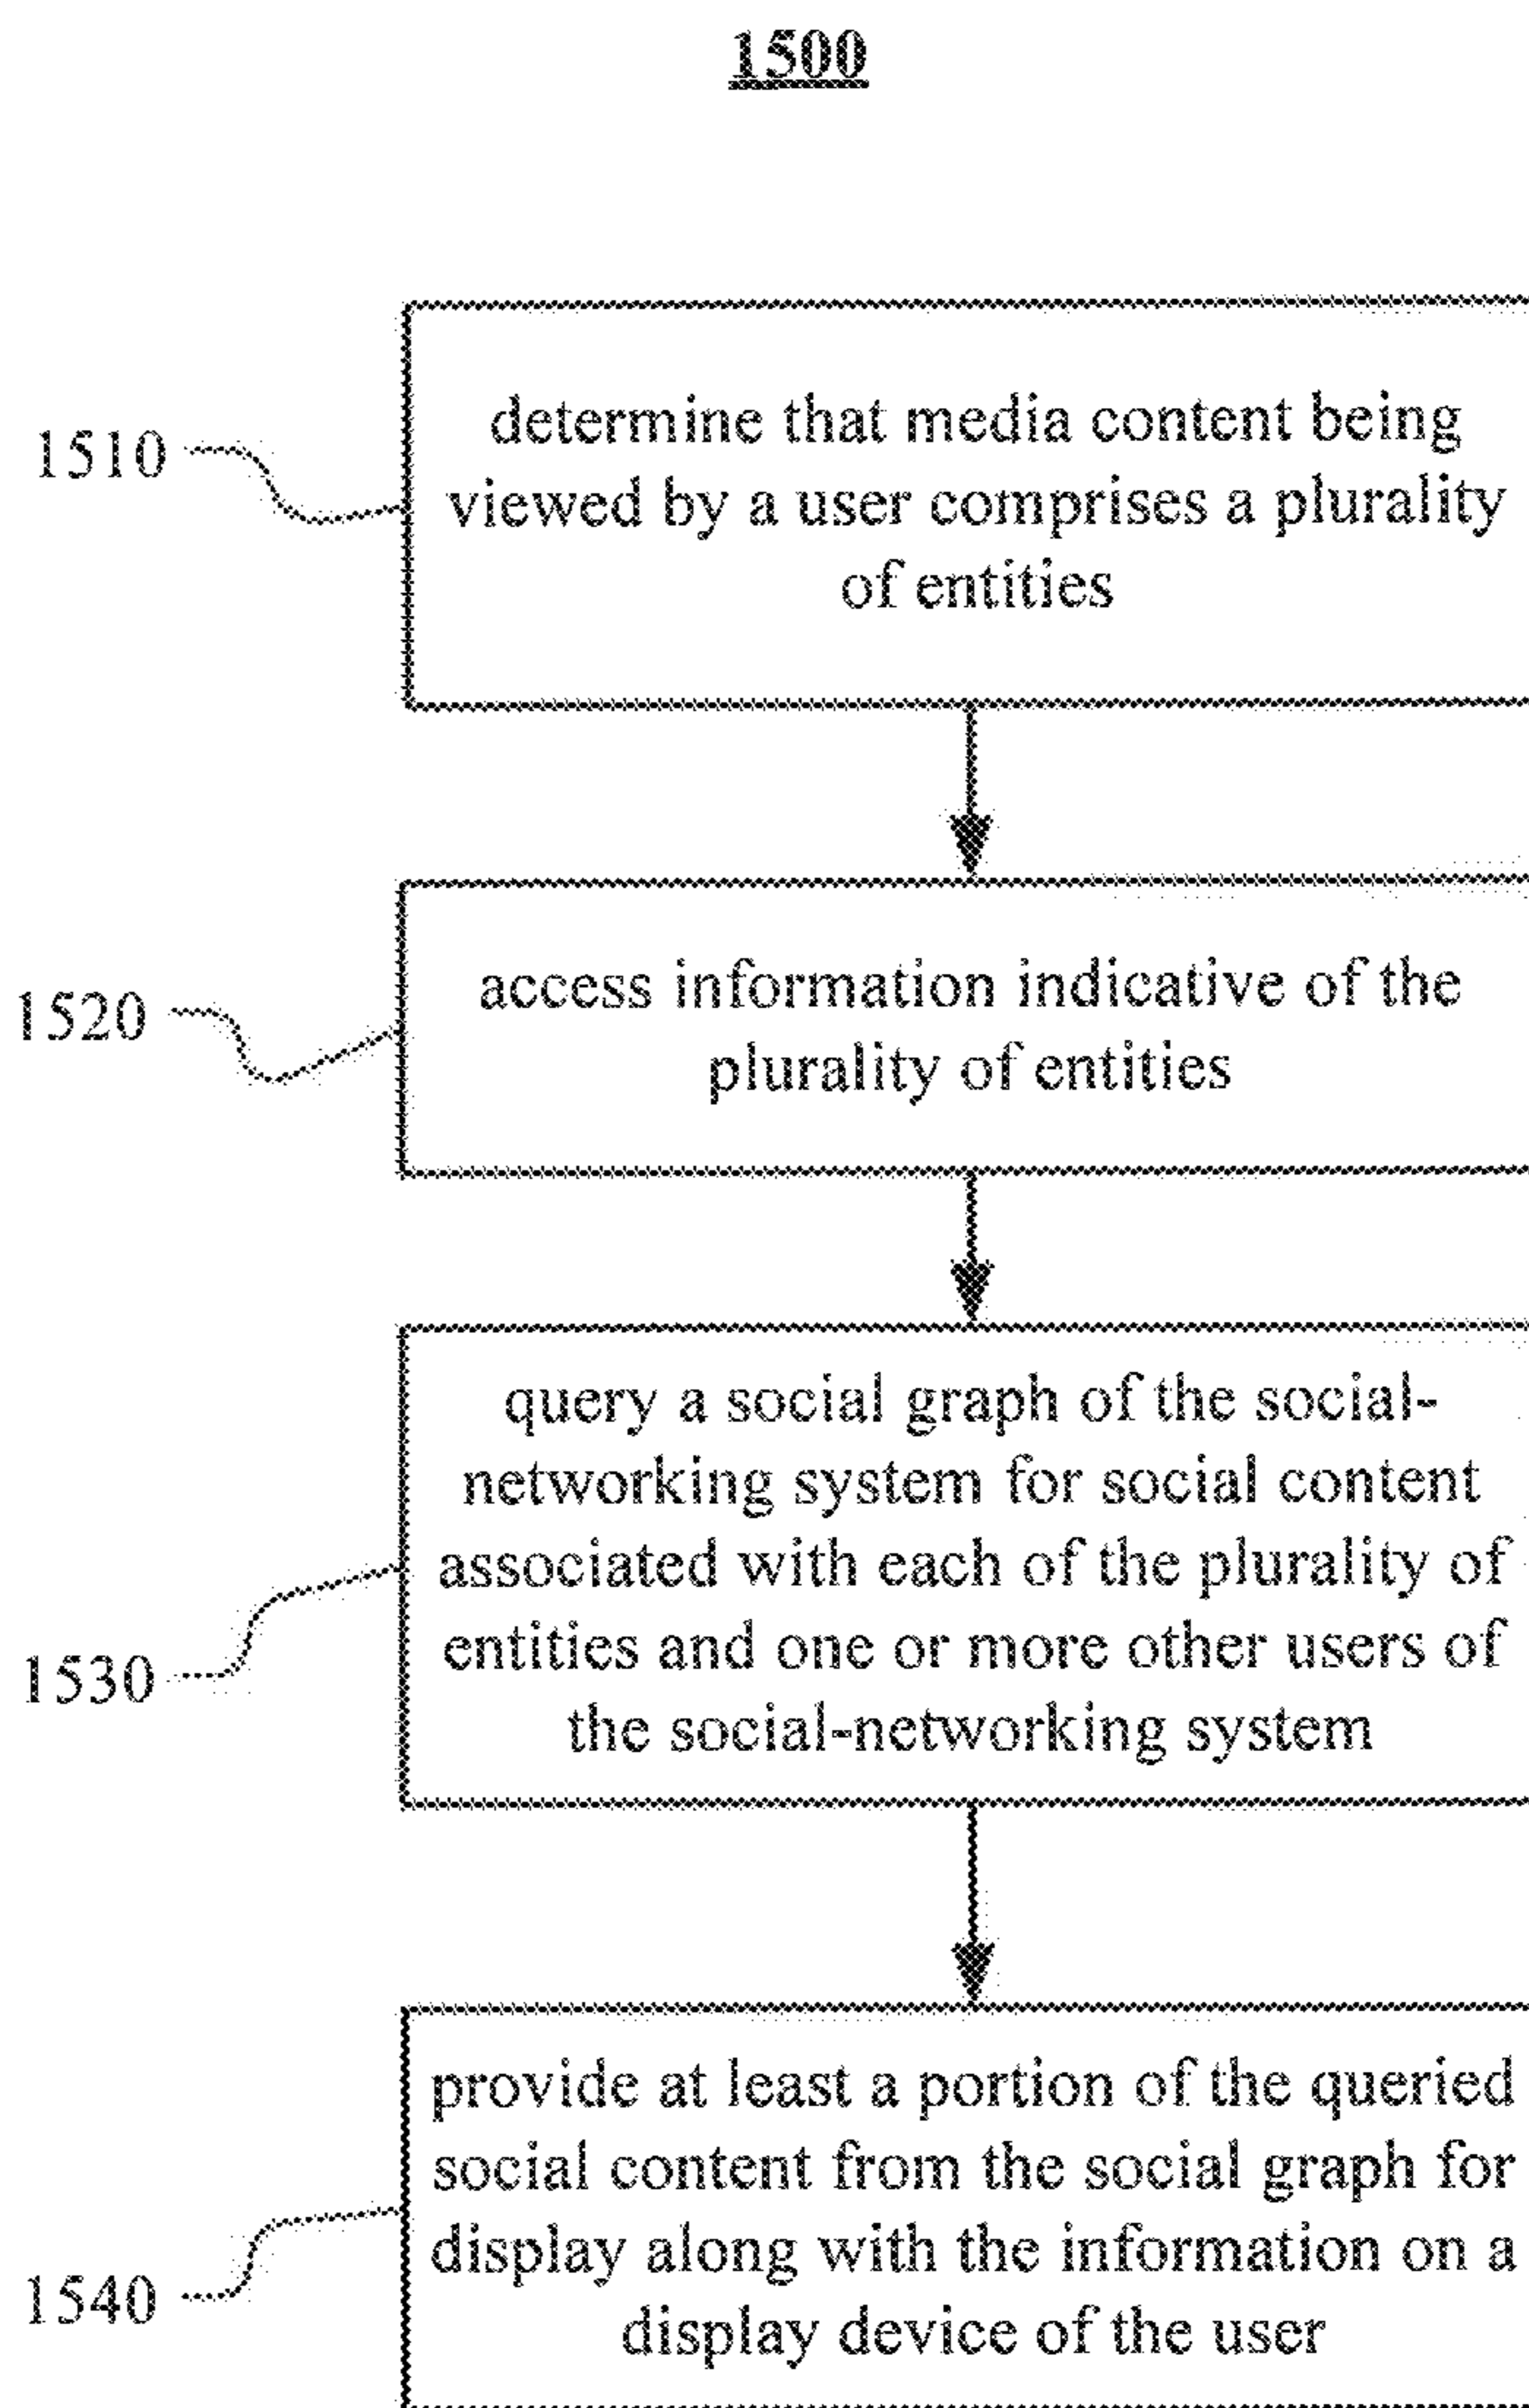 1500
1510
determine that media content being
viewed by a user comprises a plurality
of entities
1520
access information indicative of the
plurality of entities
1530
query a social graph of the social-
networking system for social content
associated with each of the plurality of
entities and one or more other users of
the social-networking system
1540
provide at least a portion of the queried
social content from the social graph for
display along with the information on a
display device of the user